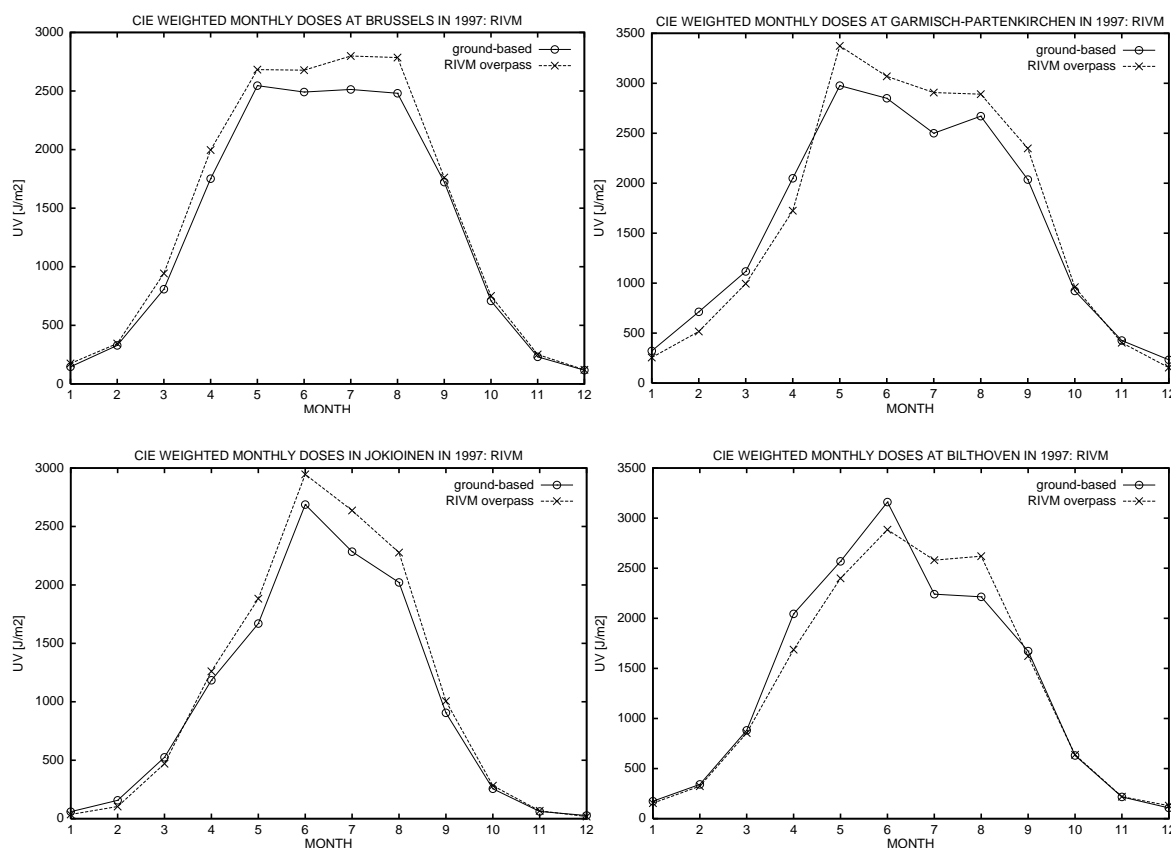 CIE WEIGHTED MONTHLY DOSES AT BRUSSELS IN 1997: RIVM
ground-based
RIVM overpass
UV [J/m2]
3000
2500
2000
1500
1000
500
0
1 2 3 4 5 6 7 8 9 10 11 12
MONTH
CIE WEIGHTED MONTHLY DOSES AT GARMISCH-PARTENKIRCHEN IN 1997: RIVM
ground-based
RIVM overpass
UV [J/m2]
3500
3000
2500
2000
1500
1000
500
0
1 2 3 4 5 6 7 8 9 10 11 12
MONTH
CIE WEIGHTED MONTHLY DOSES IN JOKIOINEN IN 1997: RIVM
ground-based
RIVM overpass
UV [J/m2]
3000
2500
2000
1500
1000
500
0
1 2 3 4 5 6 7 8 9 10 11 12
MONTH
CIE WEIGHTED MONTHLY DOSES AT BILTHOVEN IN 1997: RIVM
ground-based
RIVM overpass
UV [J/m2]
3500
3000
2500
2000
1500
1000
500
0
1 2 3 4 5 6 7 8 9 10 11 12
MONTH